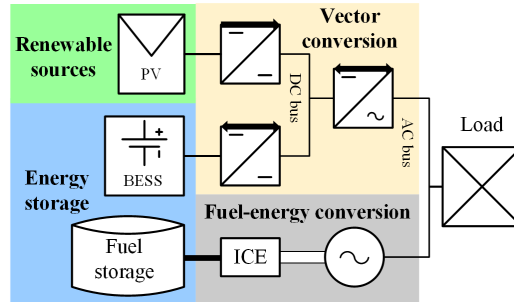 Renewable
sources
PV
Vector
conversion
DC bus
AC bus
Load
Energy
storage
BESS
Fuel-energy conversion
Fuel
storage
ICE